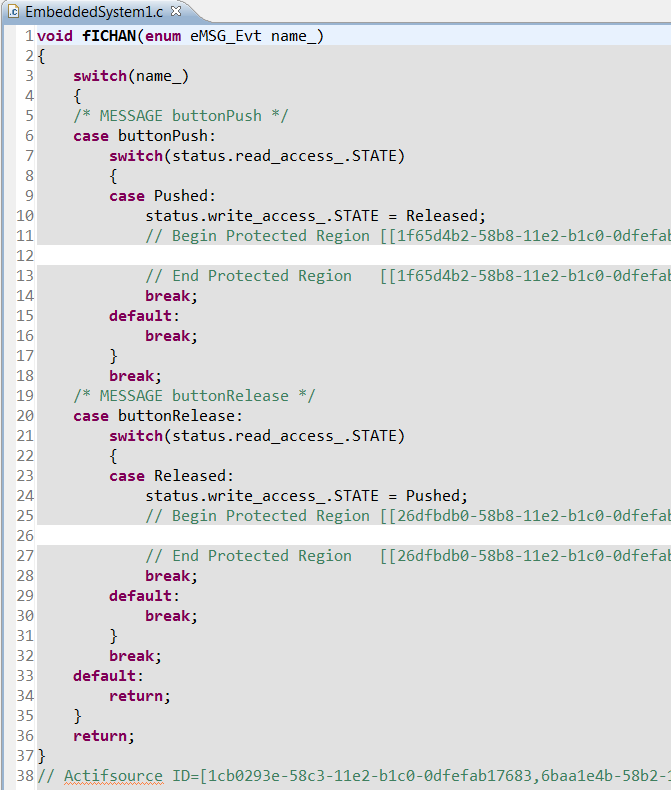 EmbeddedSystem1.c
1 void fICHAN(enum eMSG_Evt name_)
2 {
3     switch(name_)
4     {
5     /* MESSAGE buttonPush */
6     case buttonPush:
7         switch(status.read_access_.STATE)
8         {
9         case Pushed:
10             status.write_access_.STATE = Released;
11             // Begin Protected Region [[1f65d4b2-58b8-11e2-b1c0-0dfefab
12
13             // End Protected Region   [[1f65d4b2-58b8-11e2-b1c0-0dfefab
14             break;
15         default:
16             break;
17         }
18         break;
19     /* MESSAGE buttonRelease */
20     case buttonRelease:
21         switch(status.read_access_.STATE)
22         {
23         case Released:
24             status.write_access_.STATE = Pushed;
25             // Begin Protected Region [[26dfbdb0-58b8-11e2-b1c0-0dfefab
26
27             // End Protected Region   [[26dfbdb0-58b8-11e2-b1c0-0dfefab
28             break;
29         default:
30             break;
31         }
32         break;
33     default:
34         return;
35     }
36     return;
37 }
38 // Actifsource ID=[1cb0293e-58c3-11e2-b1c0-0dfefab17683,6baa1e4b-58b2-1